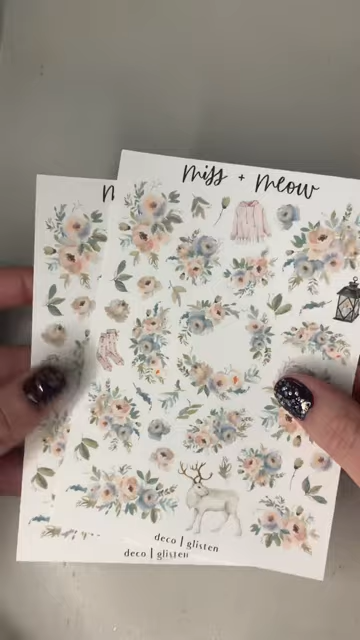 miss + meow
m
deco | glisten
deco | glisten